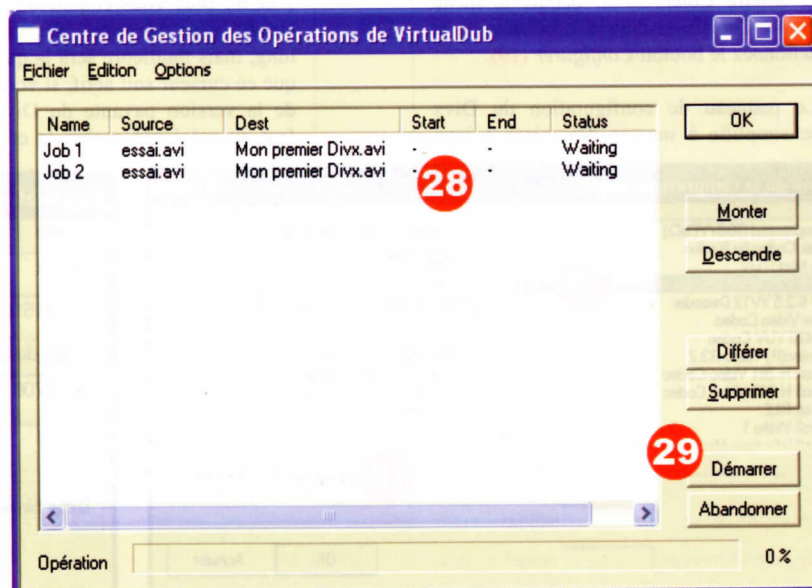 Centre de Gestion des Opérations de VirtualDub
Fichier Edition Options
Name Source Dest Start End Status
Job 1 essai.avi Mon premier Divx.avi - - Waiting
Job 2 essai.avi Mon premier Divx.avi - - Waiting
28
OK
Monter
Descendre
Différer
Supprimer
29
Démarrer
Abandonner
Opération 0 %